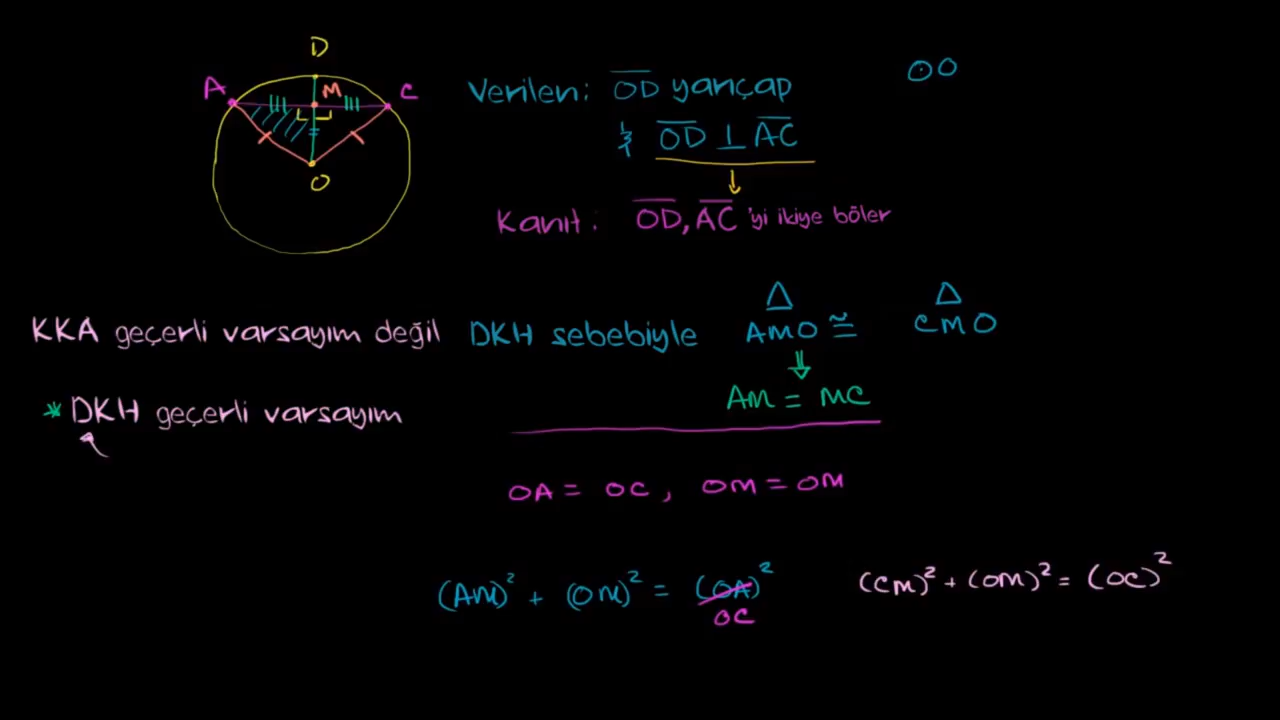 D
A M C
O
Verilen: OD yarıçap
OD ⊥ AC
Kanıt: OD, AC 'yi ikiye böler
KKA geçerli varsayım değil
* DKH geçerli varsayım
DKH sebebiyle AMO ≅ CMO
AM = MC
OA = OC, OM = OM
(AM)² + (OM)² = (OA)²
OC
(CM)² + (OM)² = (OC)²